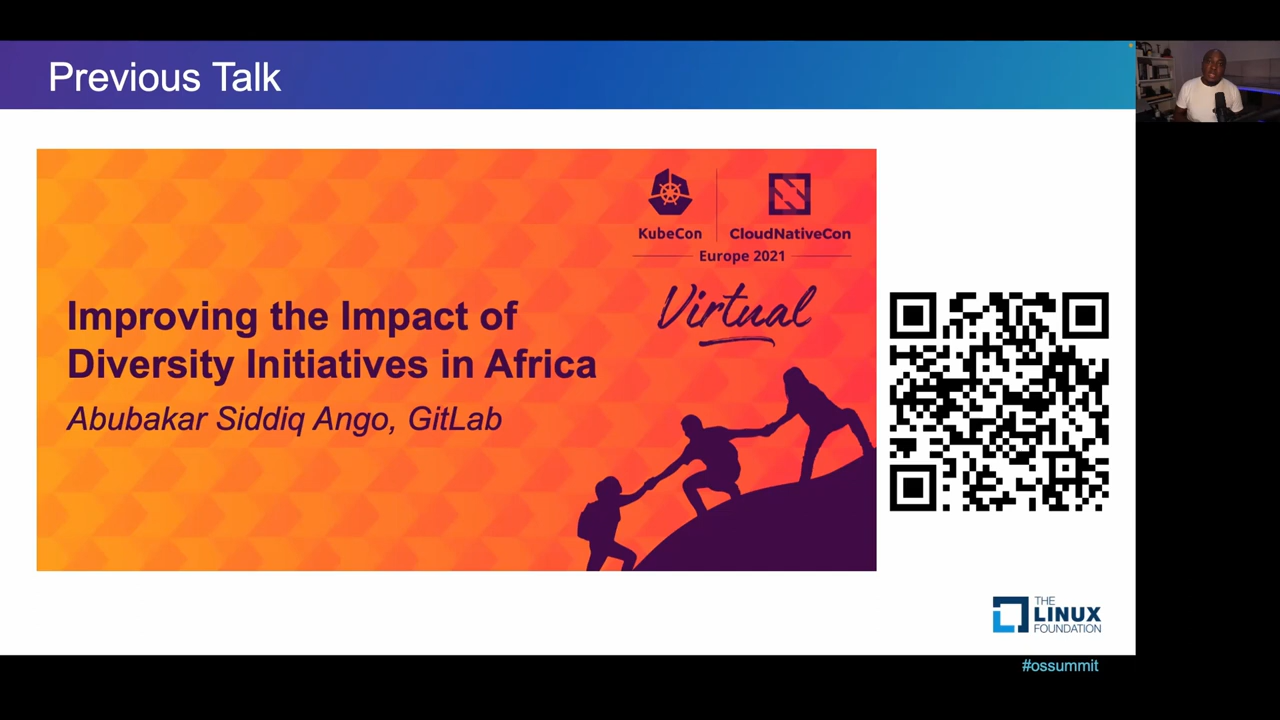 Previous Talk
KubeCon
CloudNativeCon
Europe 2021
Virtual
Improving the Impact of
Diversity Initiatives in Africa
Abubakar Siddiq Ango, GitLab
THE
LINUX
FOUNDATION
#ossummit